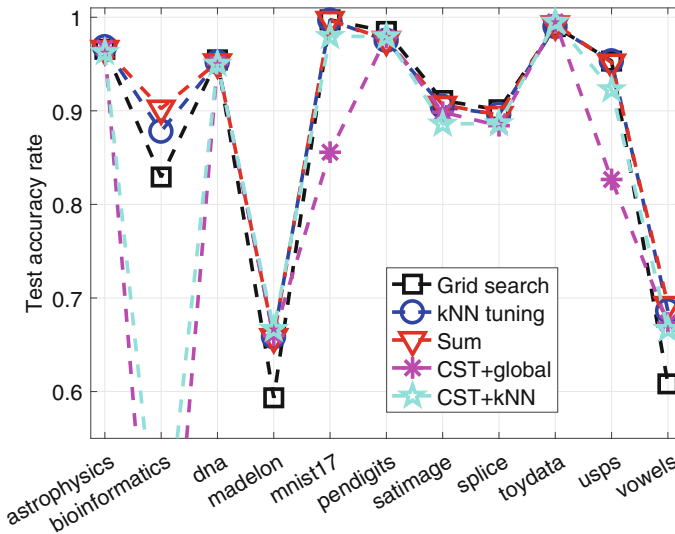 Test accuracy rate
1
0.9
0.8
0.7
0.6
Grid search
kNN tuning
Sum
CST+global
CST+kNN
astrophysics
bioinformatics
dna
madelon
mnist17
pendigits
satimage
splice
toydata
usps
vowels